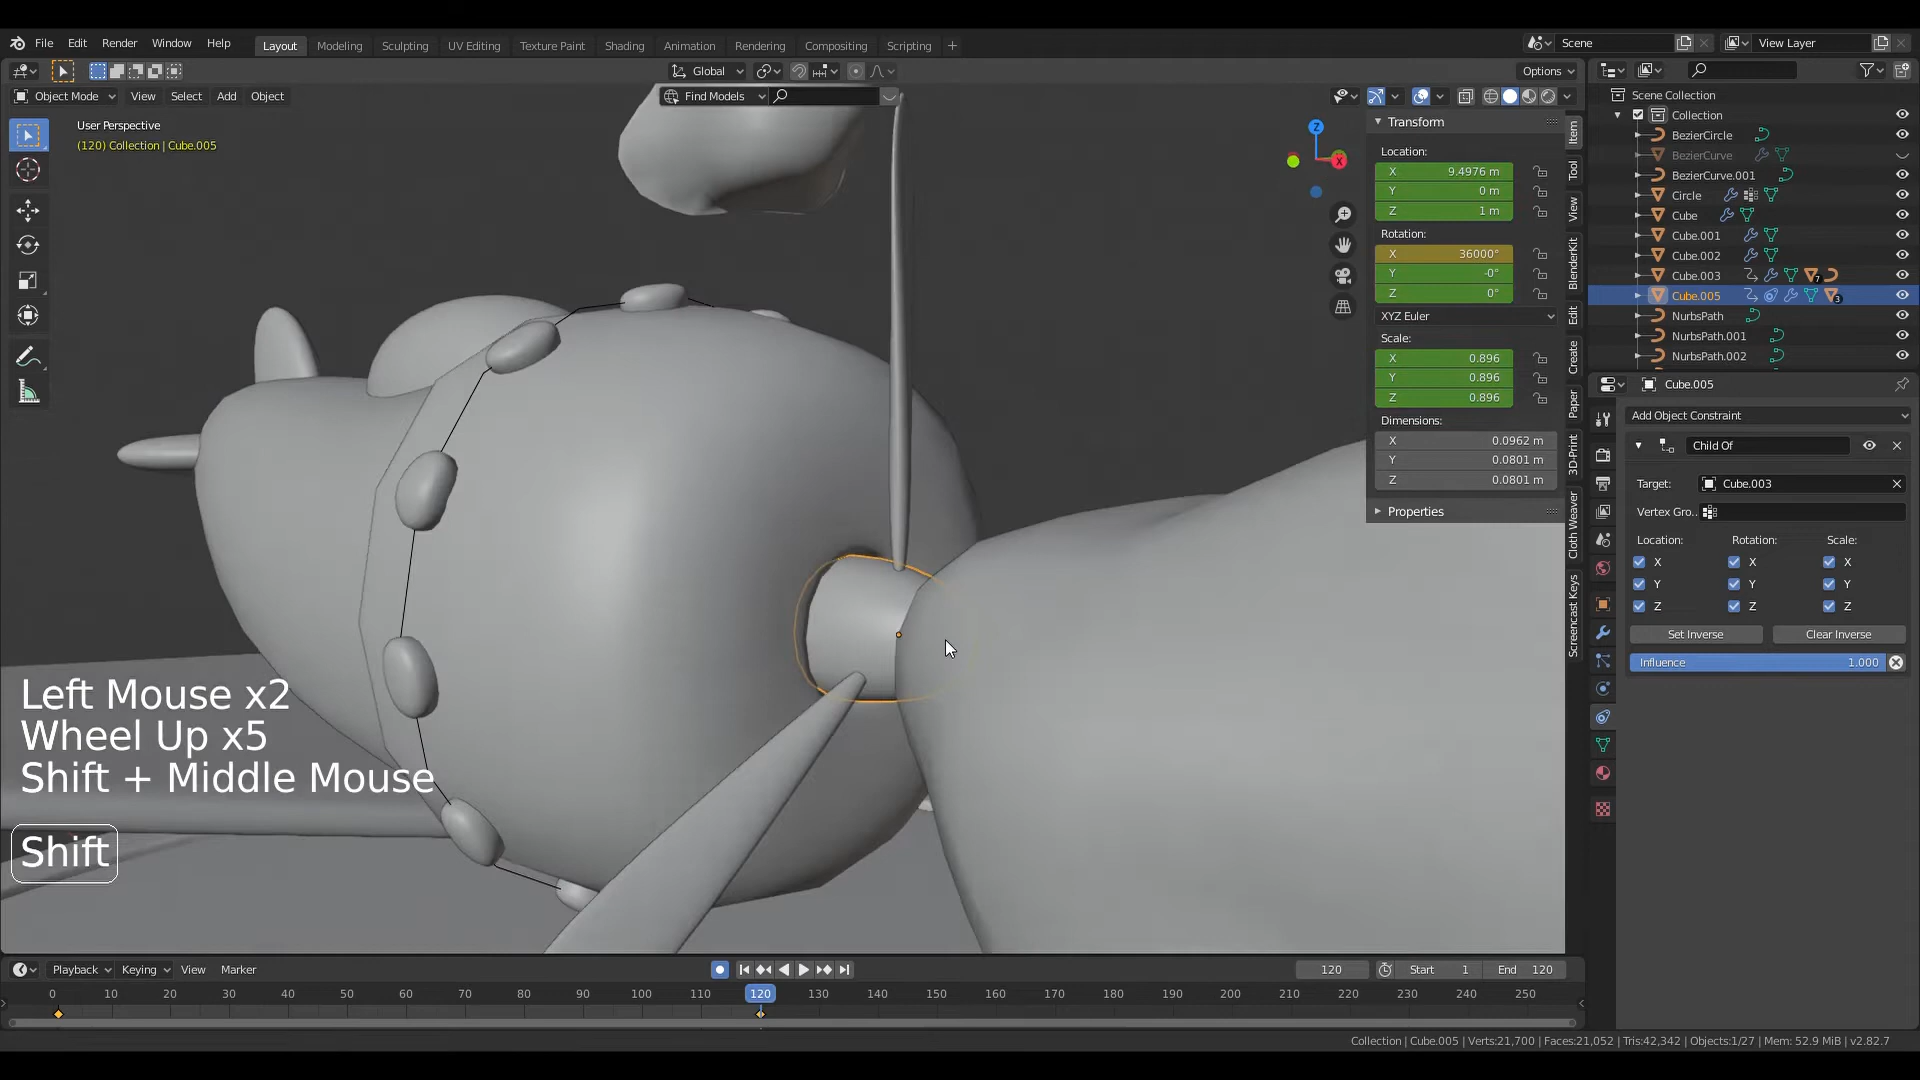 File Edit Render Window Help Layout Modeling Sculpting UV Editing Texture Paint Shading Animation Rendering Compositing Scripting + Scene View Layer
Global Options
Object Mode View Select Add Object Find Models
User Perspective
(120) Collection | Cube.005
Z
X
Transform
Location:
X 9.4976 m
Y 0 m
Z 1 m
Rotation:
X 36000°
Y -0°
Z 0°
XYZ Euler
Scale:
X 0.896
Y 0.896
Z 0.896
Dimensions:
X 0.0962 m
Y 0.0801 m
Z 0.0801 m
Properties
Item
Tool
View
BlenderKit
Edit
Create
Paper
3D-Print
Cloth Weaver
Screencast Keys
Scene Collection
Collection
BezierCircle
BezierCurve
BezierCurve.001
Circle
Cube
Cube.001
Cube.002
Cube.003 7
Cube.005 3
NurbsPath
NurbsPath.001
NurbsPath.002
Cube.005
Add Object Constraint
Child Of
Target: Cube.003
Vertex Gro..
Location: Rotation: Scale:
X X X
Y Y Y
Z Z Z
Set Inverse Clear Inverse
Influence 1.000
Left Mouse x2
Wheel Up x5
Shift + Middle Mouse
Shift
Playback Keying View Marker 120 Start 1 End 120
0 10 20 30 40 50 60 70 80 90 100 110 120 130 140 150 160 170 180 190 200 210 220 230 240 250
Collection | Cube.005 | Verts:21,700 | Faces:21,052 | Tris:42,342 | Objects:1/27 | Mem: 52.9 MiB | v2.82.7